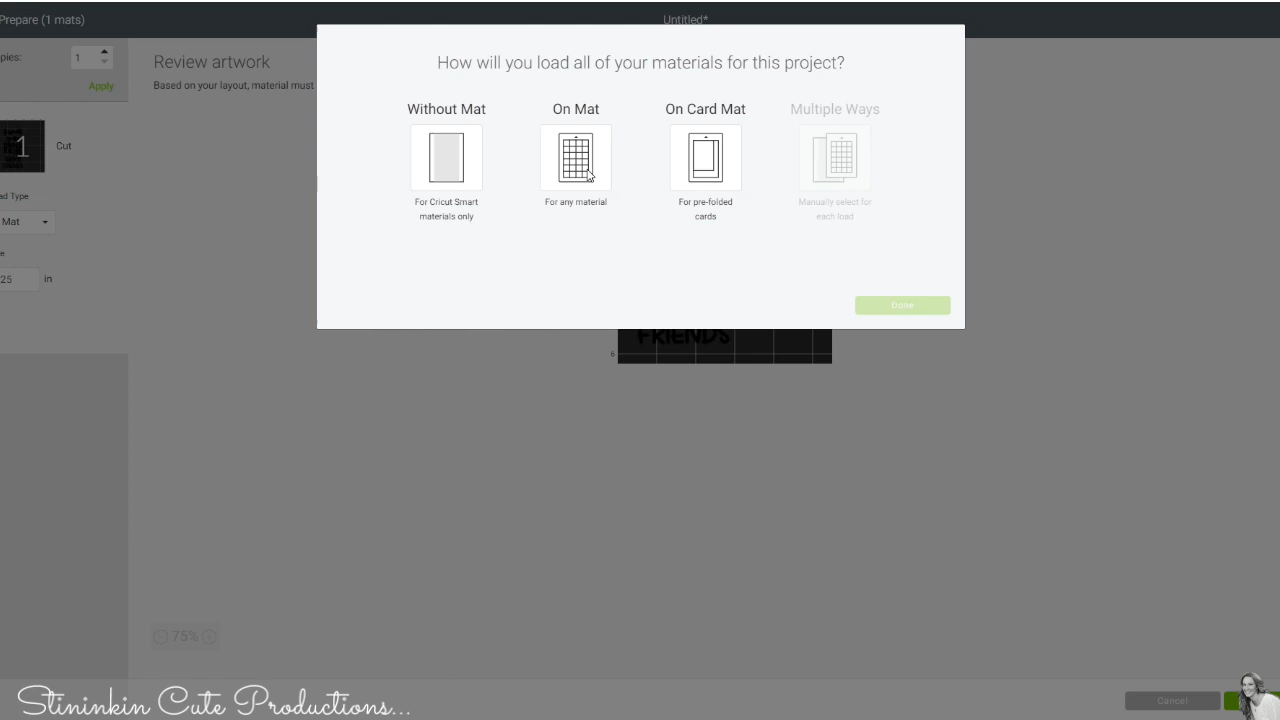 Prepare (1 mats)
Untitled*
pies:
1
Apply
Review artwork
Based on your layout, material must
How will you load all of your materials for this project?
Without Mat
On Mat
On Card Mat
Multiple Ways
For Cricut Smart
materials only
For any material
For pre-folded
cards
Manually select for
each load
Done
1
Cut
ad Type
Mat
e
25
in
FRIENDS
6
75%
Cancel
Stininkin Cute Productions...